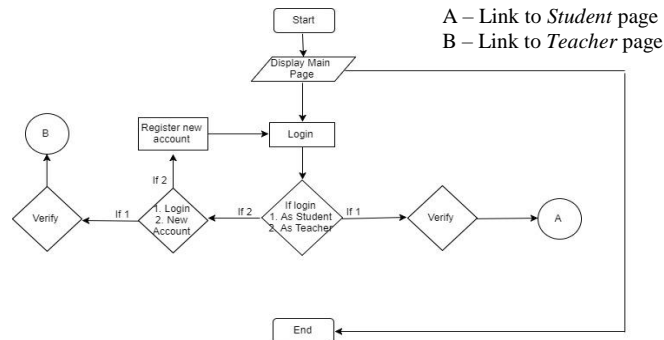 Start
A – Link to Student page
B – Link to Teacher page
Display Main
Page
Register new
account
Login
B
If 2
Verify
If 1
1. Login
2. New
Account
If 2
If login
1. As Student
2. As Teacher
If 1
Verify
A
End